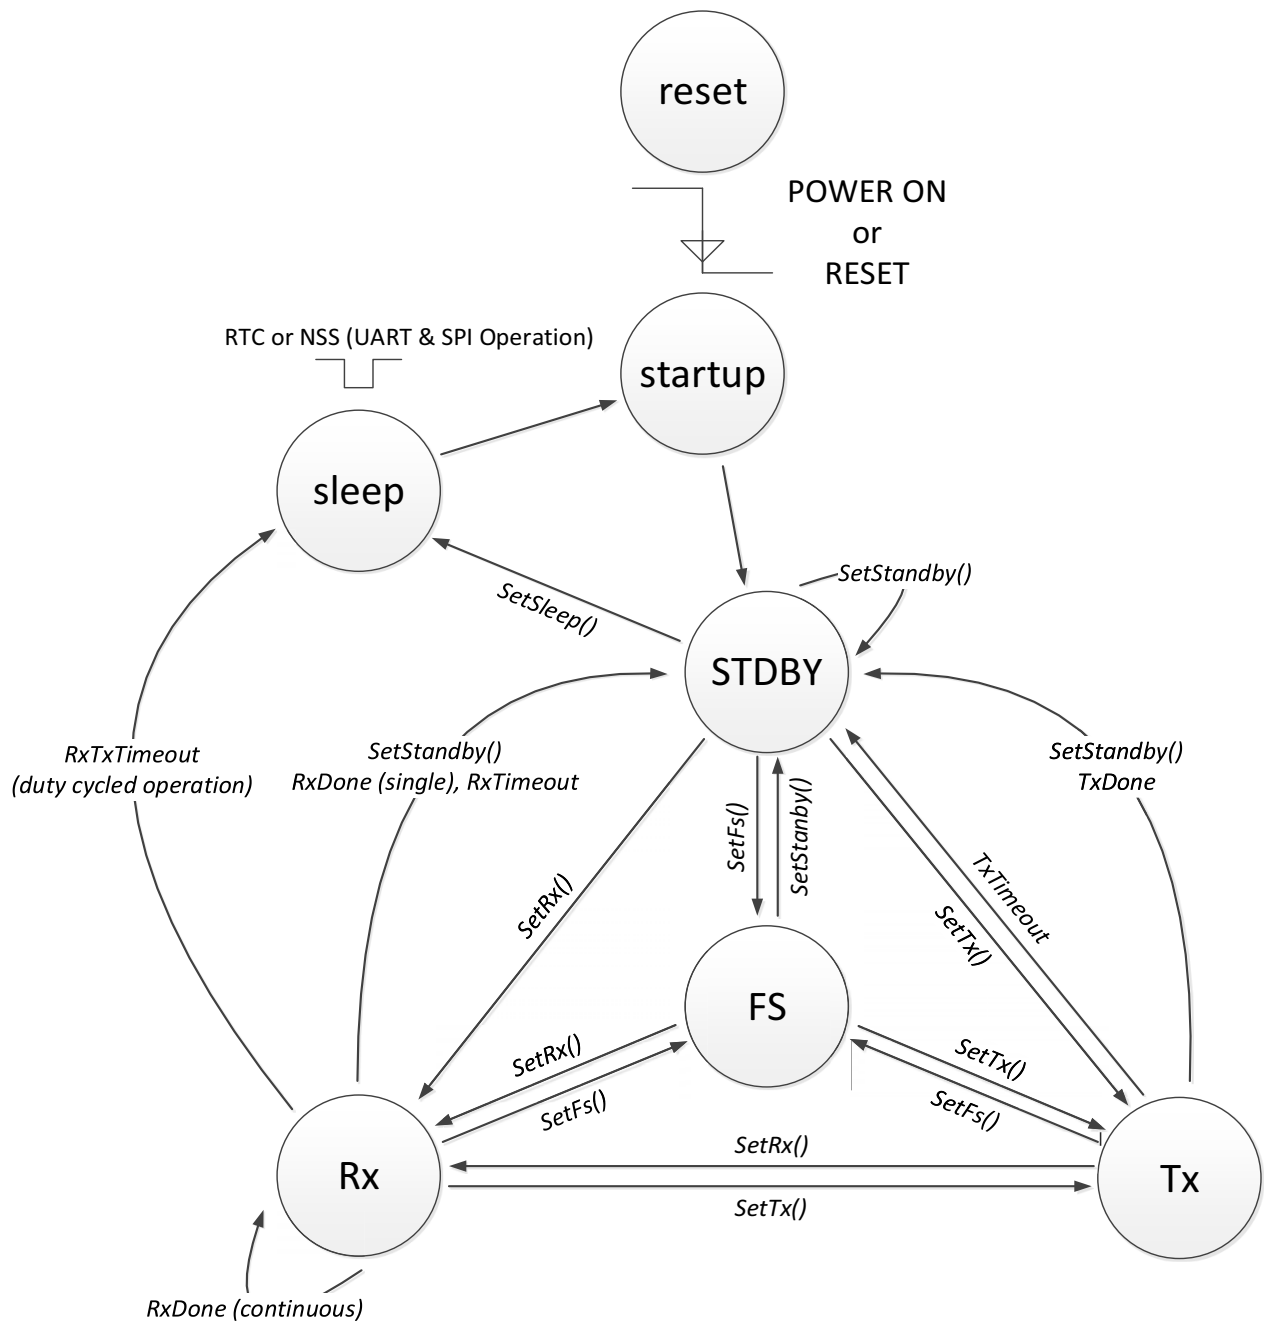 reset
POWER ON
or
RESET
RTC or NSS (UART & SPI Operation)
startup
sleep
SetStandby()
SetSleep()
STDBY
RxTxTimeout
(duty cycled operation)
SetStandby()
RxDone (single), RxTimeout
SetStandby()
TxDone
SetFs()
SetStanby()
TxTimeout
SetRx()
SetTx()
FS
SetRx()
SetTx()
SetFs()
SetFs()
SetRx()
Rx
Tx
SetTx()
RxDone (continuous)